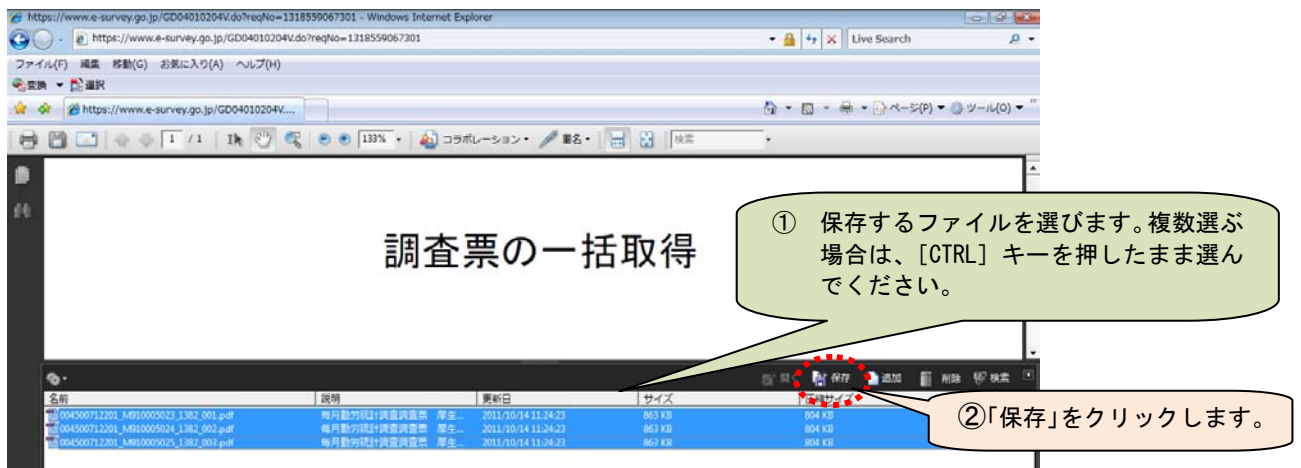 https://www.e-survey.go.jp/GD04010204V.do?reqNo=1318559067301 - Windows Internet Explorer
https://www.e-survey.go.jp/GD04010204V.do?reqNo=1318559067301
Live Search
ファイル(F) 編集 移動(G) お気に入り(A) ヘルプ(H)
変換 選択
https://www.e-survey.go.jp/GD04010204V....
ページ(P) ツール(O)
1 / 1 133% コラボレーション 署名 検索
調査票の一括取得
① 保存するファイルを選びます。複数選ぶ
場合は、[CTRL] キーを押したまま選ん
でください。
開く 保存 追加 削除 検索
名前 説明 更新日 サイズ 圧縮サイズ
004500712201_M910005023_1382_001.pdf 毎月勤労統計調査調査票 厚生... 2011/10/14 11:24:23 863 KB 804 KB
004500712201_M910005024_1382_002.pdf 毎月勤労統計調査調査票 厚生... 2011/10/14 11:24:23 863 KB 804 KB
004500712201_M910005025_1382_003.pdf 毎月勤労統計調査調査票 厚生... 2011/10/14 11:24:23 863 KB 804 KB
②「保存」をクリックします。